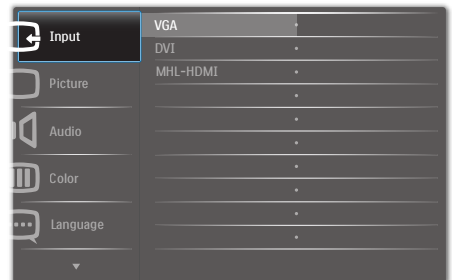 Input
Picture
Audio
Color
Language
VGA
DVI
MHL-HDMI